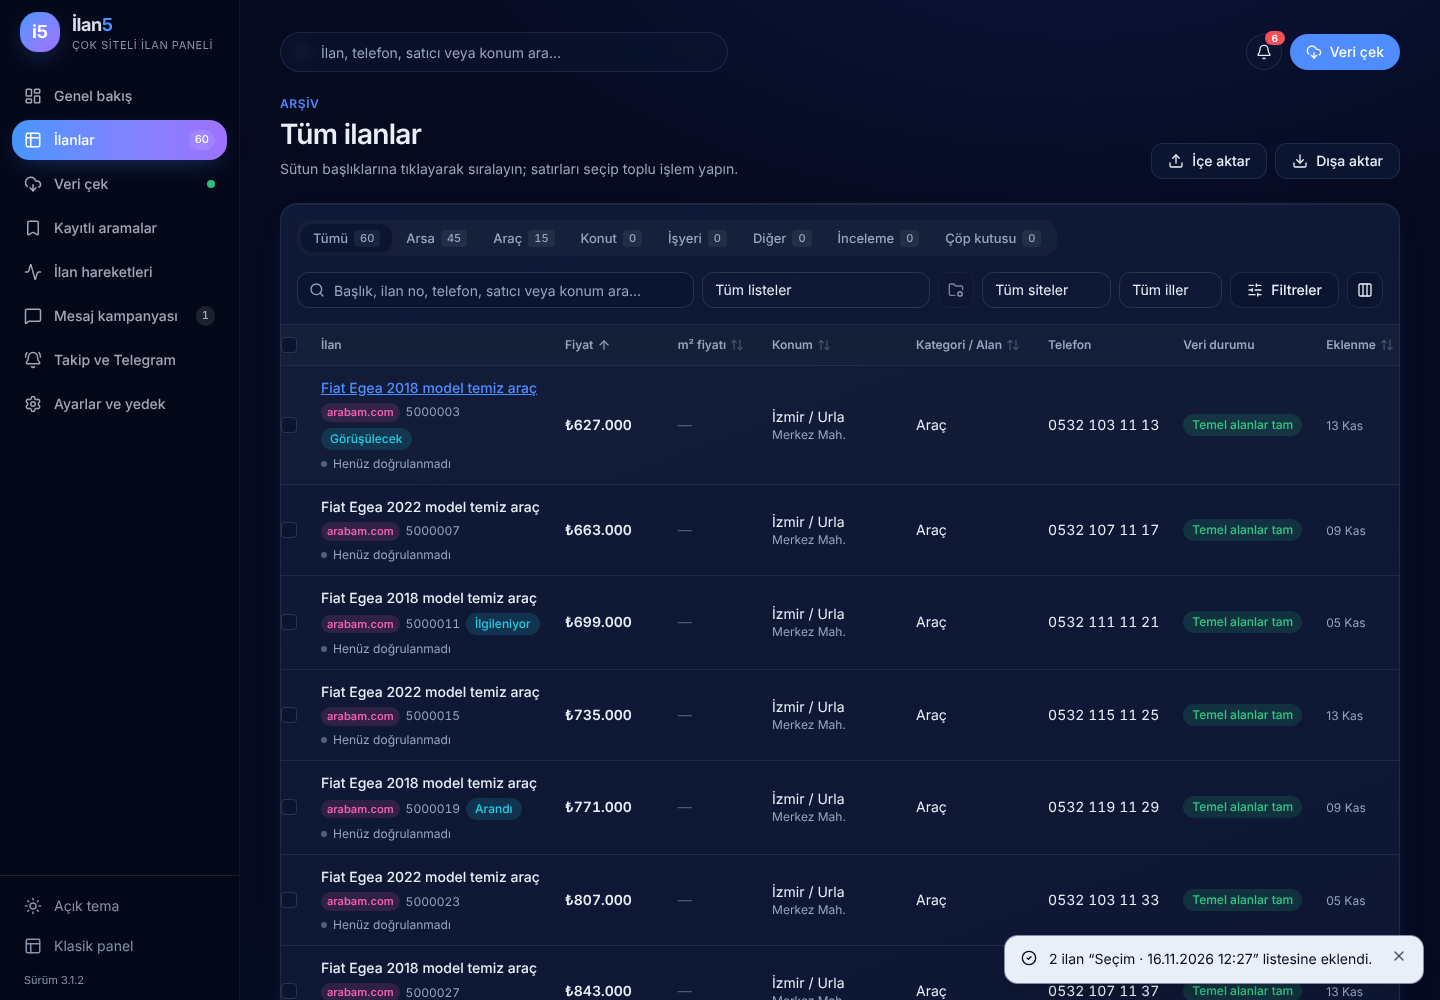 i5
İlan5
ÇOK SİTELİ İLAN PANELİ
Genel bakış
İlanlar 60
Veri çek
Kayıtlı aramalar
İlan hareketleri
Mesaj kampanyası 1
Takip ve Telegram
Ayarlar ve yedek
Açık tema
Klasik panel
Sürüm 3.1.2
İlan, telefon, satıcı veya konum ara...
6
Veri çek
ARŞİV
Tüm ilanlar
Sütun başlıklarına tıklayarak sıralayın; satırları seçip toplu işlem yapın.
İçe aktar
Dışa aktar
Tümü 60 Arsa 45 Araç 15 Konut 0 İşyeri 0 Diğer 0 İnceleme 0 Çöp kutusu 0
Başlık, ilan no, telefon, satıcı veya konum ara...
Tüm listeler
Tüm siteler
Tüm iller
Filtreler
İlan Fiyat m² fiyatı Konum Kategori / Alan Telefon Veri durumu Eklenme
Fiat Egea 2018 model temiz araç
arabam.com 5000003
Görüşülecek
Henüz doğrulanmadı
₺627.000 — İzmir / Urla
Merkez Mah.
Araç 0532 103 11 13 Temel alanlar tam 13 Kas
Fiat Egea 2022 model temiz araç
arabam.com 5000007
Henüz doğrulanmadı
₺663.000 — İzmir / Urla
Merkez Mah.
Araç 0532 107 11 17 Temel alanlar tam 09 Kas
Fiat Egea 2018 model temiz araç
arabam.com 5000011 İlgileniyor
Henüz doğrulanmadı
₺699.000 — İzmir / Urla
Merkez Mah.
Araç 0532 111 11 21 Temel alanlar tam 05 Kas
Fiat Egea 2022 model temiz araç
arabam.com 5000015
Henüz doğrulanmadı
₺735.000 — İzmir / Urla
Merkez Mah.
Araç 0532 115 11 25 Temel alanlar tam 13 Kas
Fiat Egea 2018 model temiz araç
arabam.com 5000019 Arandı
Henüz doğrulanmadı
₺771.000 — İzmir / Urla
Merkez Mah.
Araç 0532 119 11 29 Temel alanlar tam 09 Kas
Fiat Egea 2022 model temiz araç
arabam.com 5000023
Henüz doğrulanmadı
₺807.000 — İzmir / Urla
Merkez Mah.
Araç 0532 103 11 33 Temel alanlar tam 05 Kas
Fiat Egea 2018 model temiz araç
arabam.com 5000027
₺843.000 — İzmir / Urla
Araç 0532 107 11 37 Temel alanlar tam 13 Kas
2 ilan “Seçim · 16.11.2026 12:27” listesine eklendi.